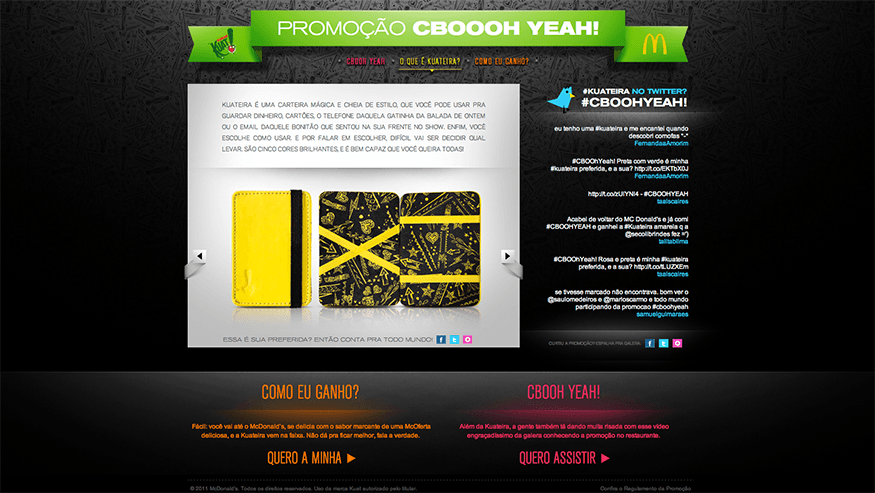 PROMOÇÃO CBOOOH YEAH!
KUAT!
CBOOH YEAH
O QUE É KUATEIRA?
COMO EU GANHO?
KUATEIRA É UMA CARTEIRA MÁGICA E CHEIA DE ESTILO, QUE VOCÊ PODE USAR PRA
GUARDAR DINHEIRO, CARTÕES, O TELEFONE DAQUELA GATINHA DA BALADA DE ONTEM
OU O EMAIL DAQUELE BONITÃO QUE SENTOU NA SUA FRENTE NO SHOW. ENFIM, VOCÊ
ESCOLHE COMO USAR. E POR FALAR EM ESCOLHER, DIFÍCIL VAI SER DECIDIR QUAL
LEVAR. SÃO CINCO CORES BRILHANTES, E É BEM CAPAZ QUE VOCÊ QUEIRA TODAS!
ESSA É SUA PREFERIDA? ENTÃO CONTA PRA TODO MUNDO!
#KUATEIRA NO TWITTER?
#CBOOHYEAH!
eu tenho uma #kuateira e me encantei quando
descobri comofas *-*
FernandaaAmorim
#CBOOhYeah! Preta com verde é minha
#kuateira preferida, e a sua? http://t.co/EKTbX0J
FernandaaAmorim
http://t.co/zUlYNl4 - #CBOOHYEAH
taalsoaires
Acabei de voltar do MC Donald's e já comi
#CBOOHYEAH e ganhei a #Kuateira amarela q a
@secolibrindes fez =')
talitablima
#CBOOhYeah! Rosa e preta é minha #kuateira
preferida, e a sua? http://t.co/LUZXErn
taalsoaires
se tivesse marcado não encontrava. bom ver o
@saulomedeiros e @marioscarmo e todo mundo
participando da promocao #cboohyeah
samuelguimaraes
CURTIU A PROMOÇÃO? ESPALHA PRA GALERA.
COMO EU GANHO?
Fácil: você vai até o McDonald's, se delicia com o sabor marcante de uma McOferta
deliciosa, e a Kuateira vem na faixa. Não dá pra ficar melhor, fala a verdade.
QUERO A MINHA
CBOOH YEAH!
Além da Kuateira, a gente também tá dando muita risada com esse vídeo
engraçadíssimo da galera conhecendo a promoção no restaurante.
QUERO ASSISTIR
© 2011 McDonald's. Todos os direitos reservados. Uso da marca Kuat autorizado pelo titular.
Confira o Regulamento da Promoção